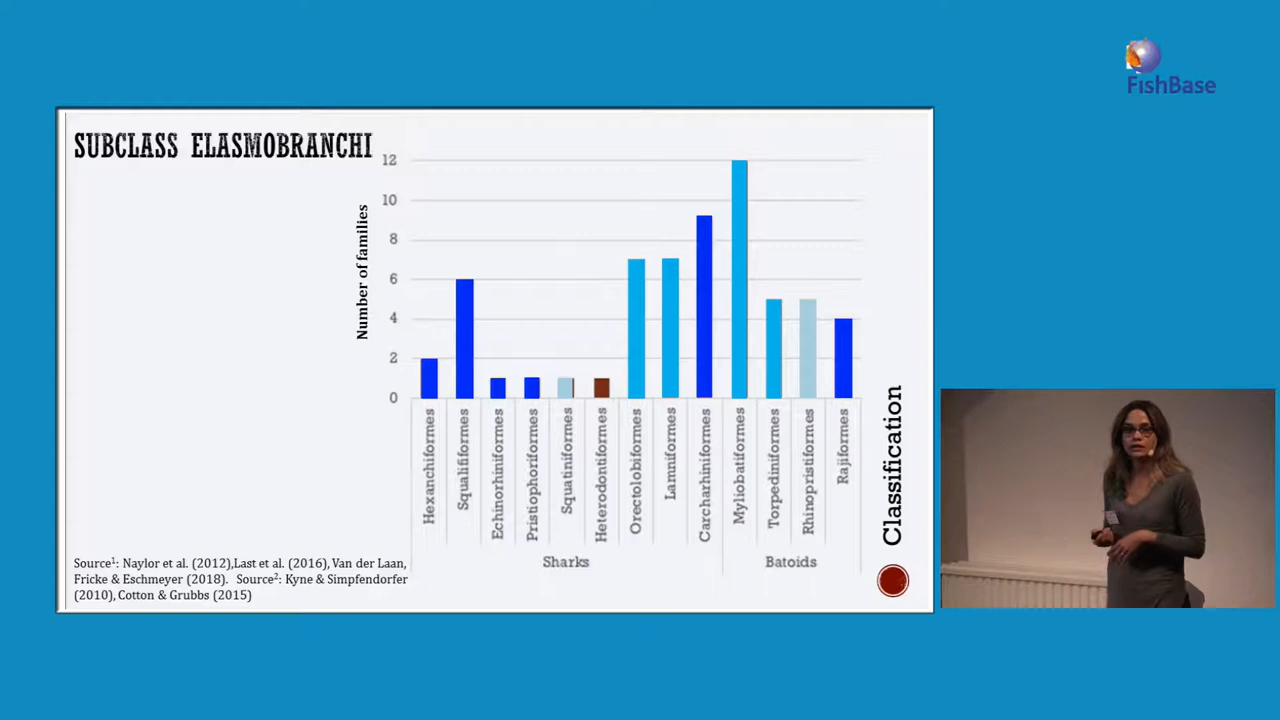 FishBase
SUBCLASS ELASMOBRANCHI
Number of families
12
10
8
6
4
2
0
Hexanchiformes
Squalififormes
Echinorhiniformes
Pristiophoriformes
Squatiniformes
Heterodontiformes
Orectolobiformes
Lamniformes
Carcharhiniformes
Myliobatiformes
Torpediniformes
Rhinopristiformes
Rajiformes
Sharks
Batoids
Classification
Source¹: Naylor et al. (2012),Last et al. (2016), Van der Laan,
Fricke & Eschmeyer (2018). Source²: Kyne & Simpfendorfer
(2010), Cotton & Grubbs (2015)